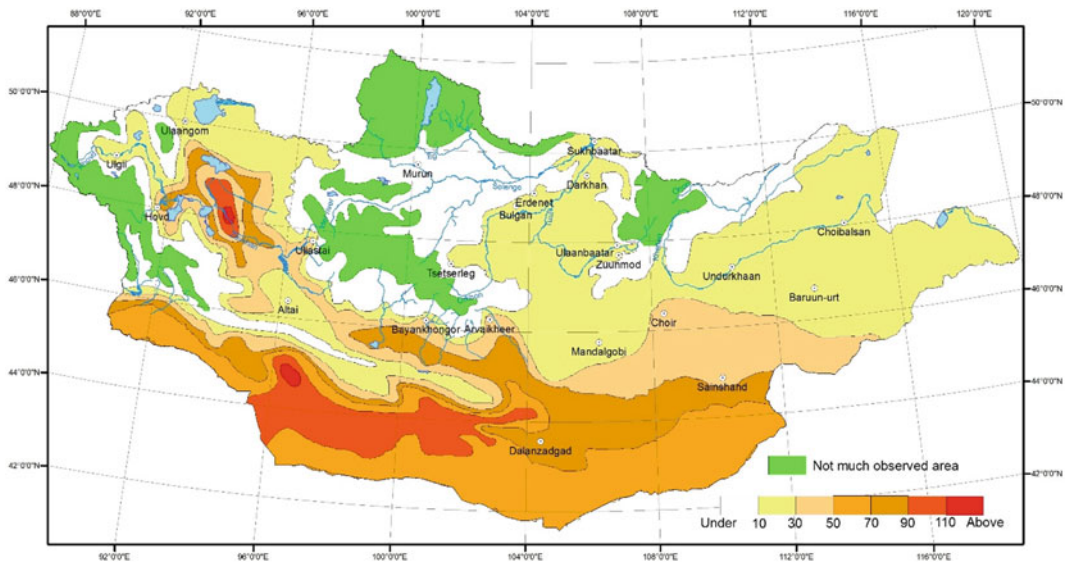 88°0'0"E 92°0'0"E 96°0'0"E 100°0'0"E 104°0'0"E 108°0'0"E 112°0'0"E 116°0'0"E 120°0'0"E
50°0'0"N 50°0'0"N
Ulaangom
Sukhbaatar
Ulgii
Murun
Darkhan
48°0'0"N 48°0'0"N
Selenge
Erdenet
Hovd
Bulgan
Choibalsan
Uliastai
Ulaanbaatar
Zuunmod
Tsetserleg
Undurkhaan
46°0'0"N 46°0'0"N
Baruun-urt
Altai
Bayankhongor Arvaikheer
Choir
Mandalgobi
44°0'0"N 44°0'0"N
Sainshand
Dalanzadgad
42°0'0"N 42°0'0"N
Not much observed area
Under 10 30 50 70 90 110 Above
92°0'0"E 96°0'0"E 100°0'0"E 104°0'0"E 108°0'0"E 112°0'0"E 116°0'0"E